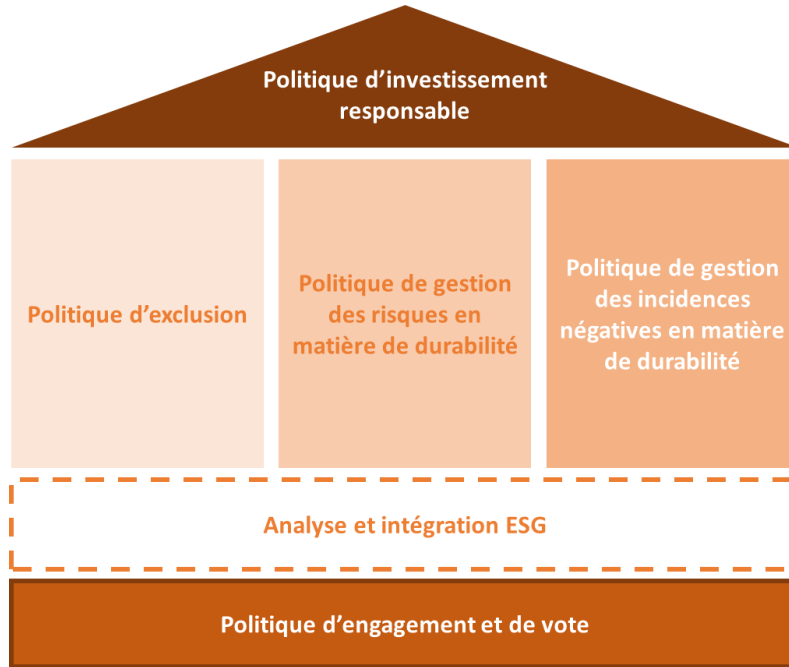 Politique d’investissement
responsable
Politique d’exclusion
Politique de gestion
des risques en
matière de durabilité
Politique de gestion
des incidences
négatives en matière
de durabilité
Analyse et intégration ESG
Politique d’engagement et de vote